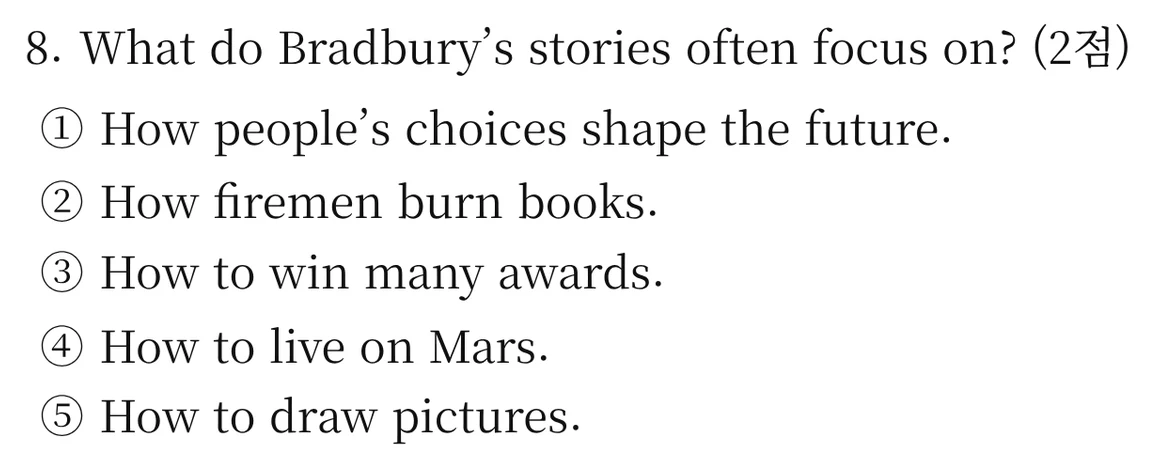 8. What do Bradbury’s stories often focus on? (2점)
① How people’s choices shape the future.
② How firemen burn books.
③ How to win many awards.
④ How to live on Mars.
⑤ How to draw pictures.